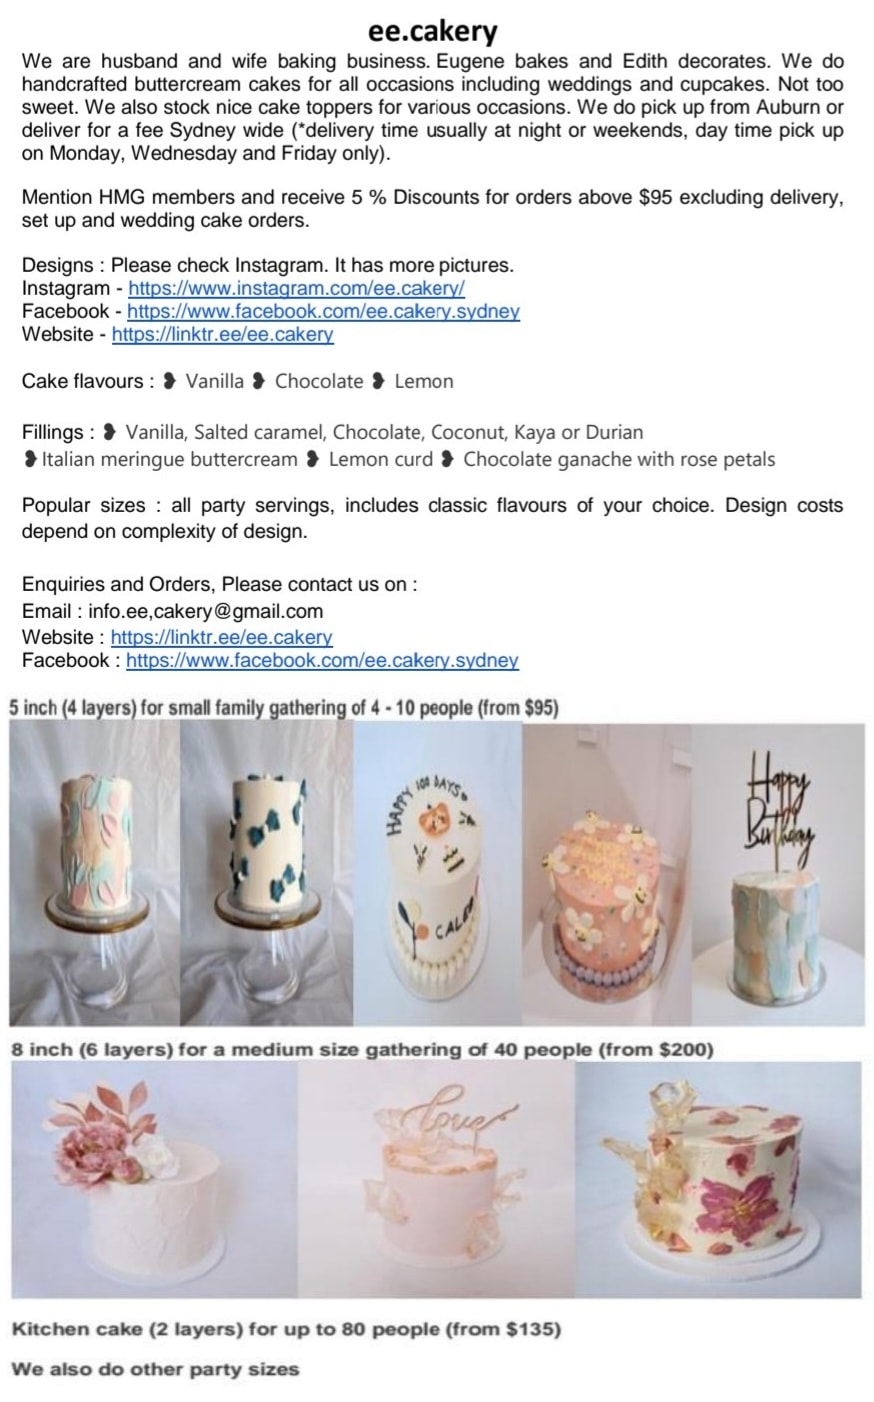 ee.cakery
We are husband and wife baking business. Eugene bakes and Edith decorates. We do
handcrafted buttercream cakes for all occasions including weddings and cupcakes. Not too
sweet. We also stock nice cake toppers for various occasions. We do pick up from Auburn or
deliver for a fee Sydney wide (*delivery time usually at night or weekends, day time pick up
on Monday, Wednesday and Friday only).
Mention HMG members and receive 5 % Discounts for orders above $95 excluding delivery,
set up and wedding cake orders.
Designs : Please check Instagram. It has more pictures.
Instagram - https://www.instagram.com/ee.cakery/
Facebook - https://www.facebook.com/ee.cakery.sydney
Website - https://linktr.ee/ee.cakery
Cake flavours : ❥ Vanilla ❥ Chocolate ❥ Lemon
Fillings : ❥ Vanilla, Salted caramel, Chocolate, Coconut, Kaya or Durian
❥ Italian meringue buttercream ❥ Lemon curd ❥ Chocolate ganache with rose petals
Popular sizes : all party servings, includes classic flavours of your choice. Design costs
depend on complexity of design.
Enquiries and Orders, Please contact us on :
Email : info.ee,cakery@gmail.com
Website : https://linktr.ee/ee.cakery
Facebook : https://www.facebook.com/ee.cakery.sydney
5 inch (4 layers) for small family gathering of 4 - 10 people (from $95)
HAPPY 100 DAYS
CALEB
Happy
Birthday
8 inch (6 layers) for a medium size gathering of 40 people (from $200)
love
Kitchen cake (2 layers) for up to 80 people (from $135)
We also do other party sizes